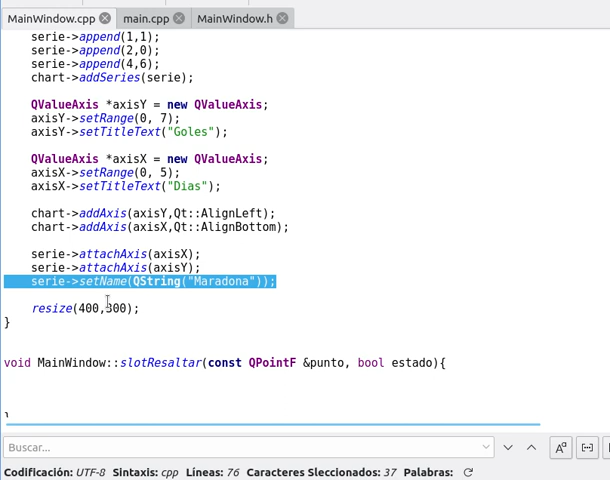 MainWindow.cpp main.cpp MainWindow.h
serie->append(1,1);
serie->append(2,0);
serie->append(4,6);
chart->addSeries(serie);
QValueAxis *axisY = new QValueAxis;
axisY->setRange(0, 7);
axisY->setTitleText("Goles");
QValueAxis *axisX = new QValueAxis;
axisX->setRange(0, 5);
axisX->setTitleText("Dias");
chart->addAxis(axisY,Qt::AlignLeft);
chart->addAxis(axisX,Qt::AlignBottom);
serie->attachAxis(axisX);
serie->attachAxis(axisY);
serie->setName(QString("Maradona"));
resize(400,300);
}
void MainWindow::slotResaltar(const QPointF &punto, bool estado){
}
Buscar...
Codificación: UTF-8 Sintaxis: cpp Líneas: 76 Caracteres Sleccionados: 37 Palabras: